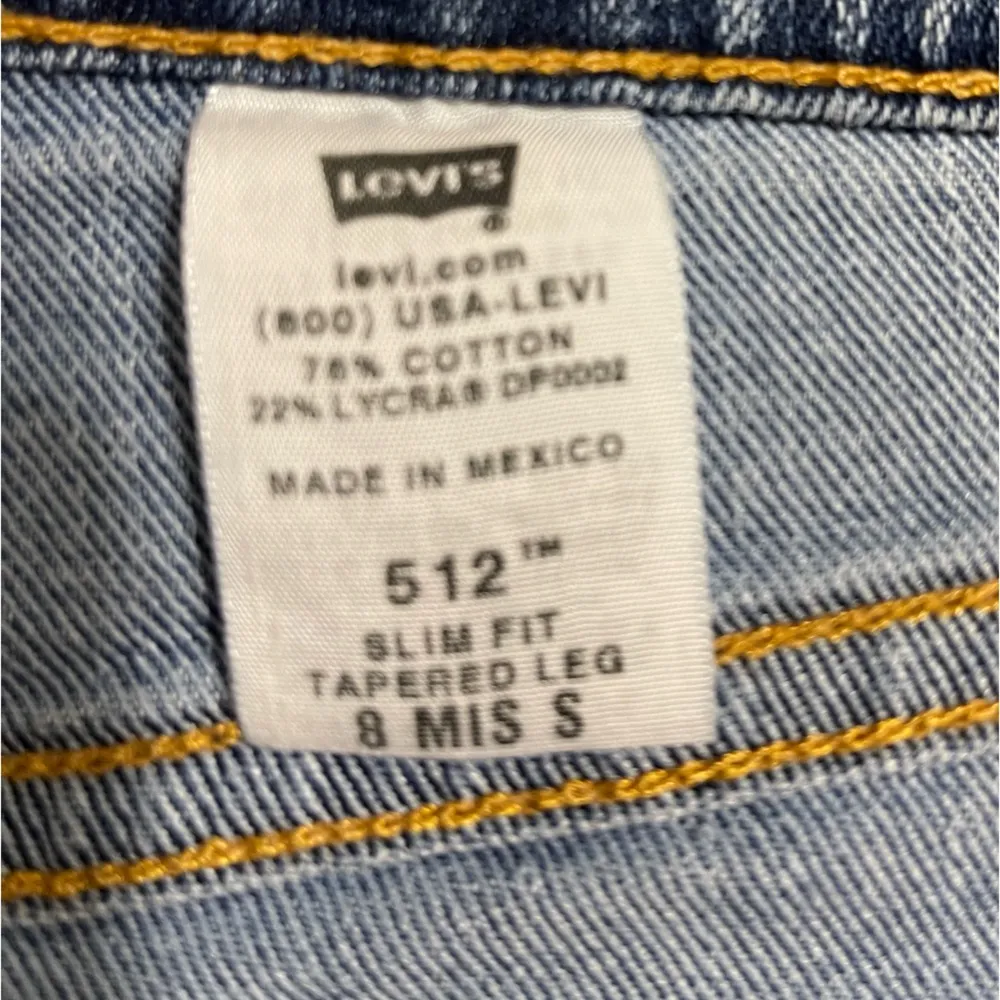 LEVI'S
®
levi.com
(800) USA-LEVI
78% COTTON
22% LYCRA® DP0002
MADE IN MEXICO
512™
SLIM FIT
TAPERED LEG
8 MIS S